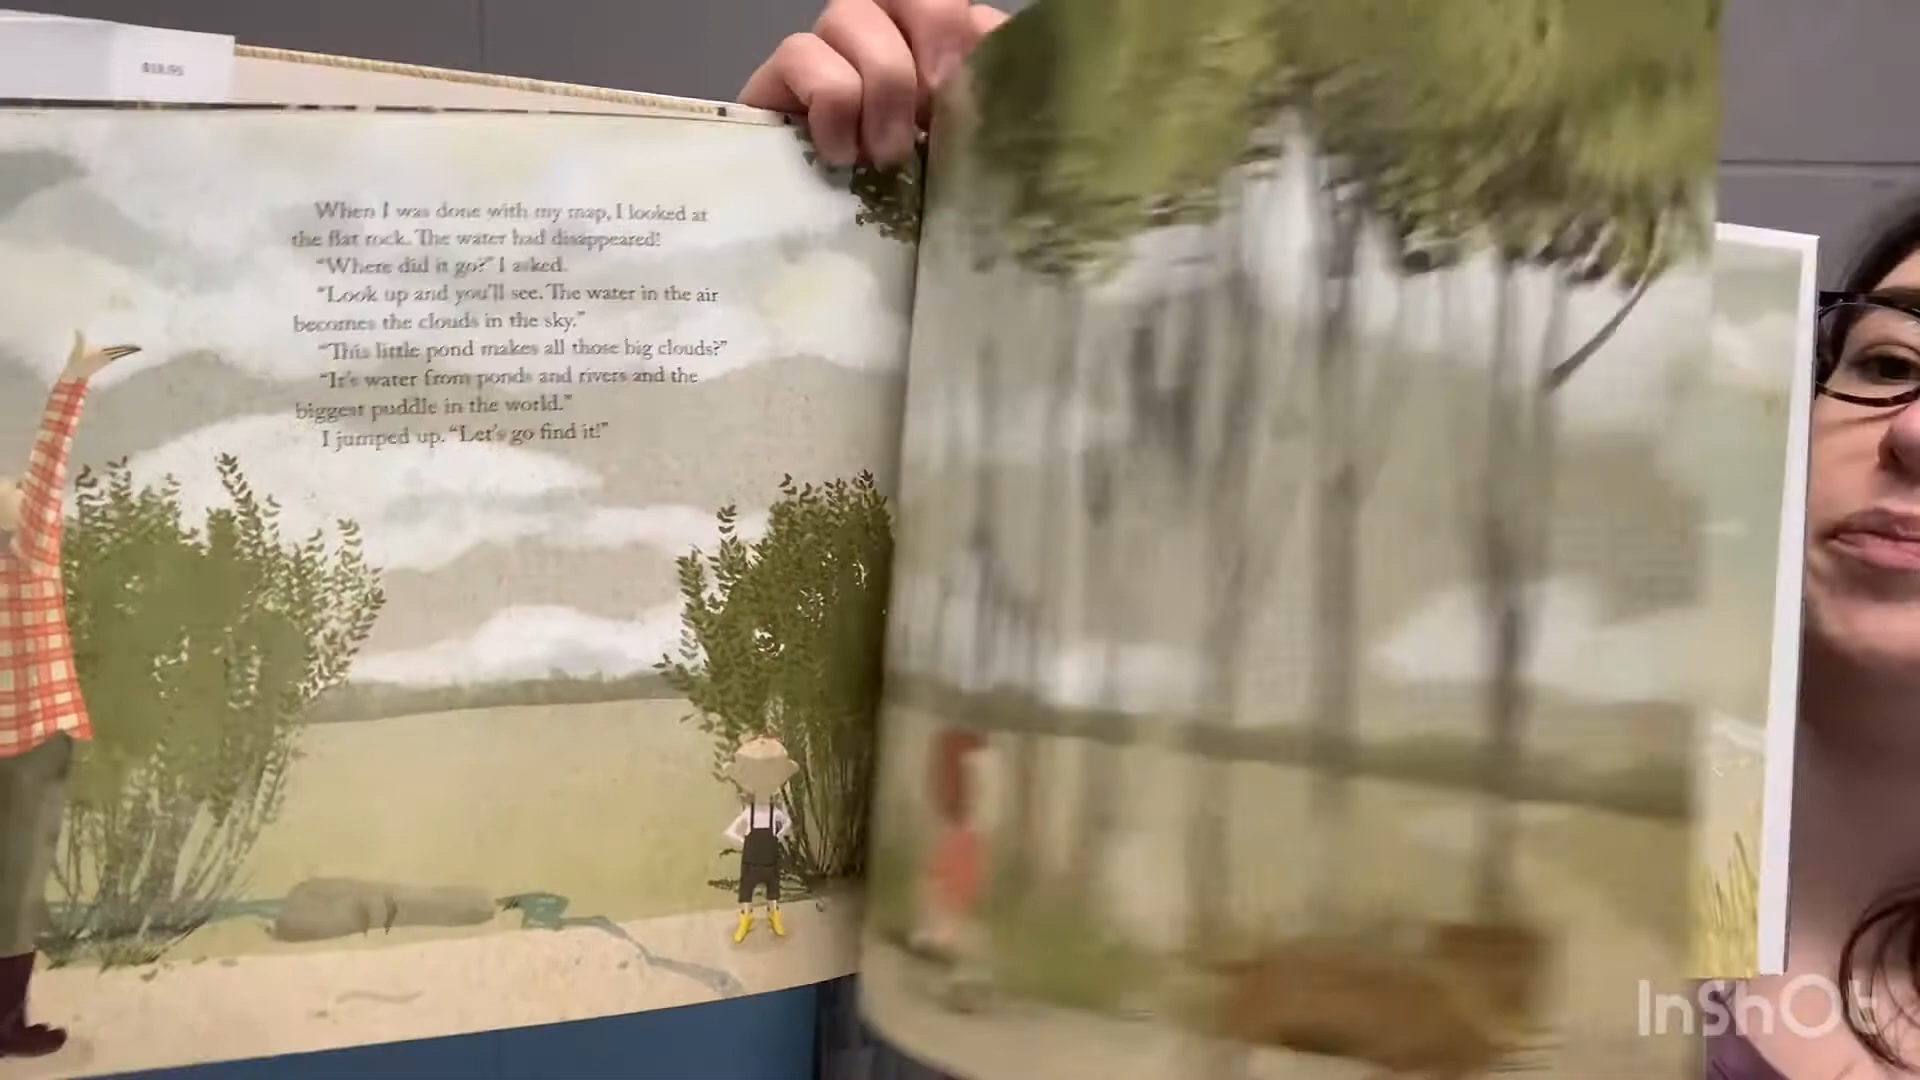 $18.95
When I was done with my map, I looked at
the flat rock. The water had disappeared!
“Where did it go?” I asked.
“Look up and you’ll see. The water in the air
becomes the clouds in the sky.”
“This little pond makes all those big clouds?”
“It’s water from ponds and rivers and the
biggest puddle in the world.”
I jumped up. “Let’s go find it!”
InShOt